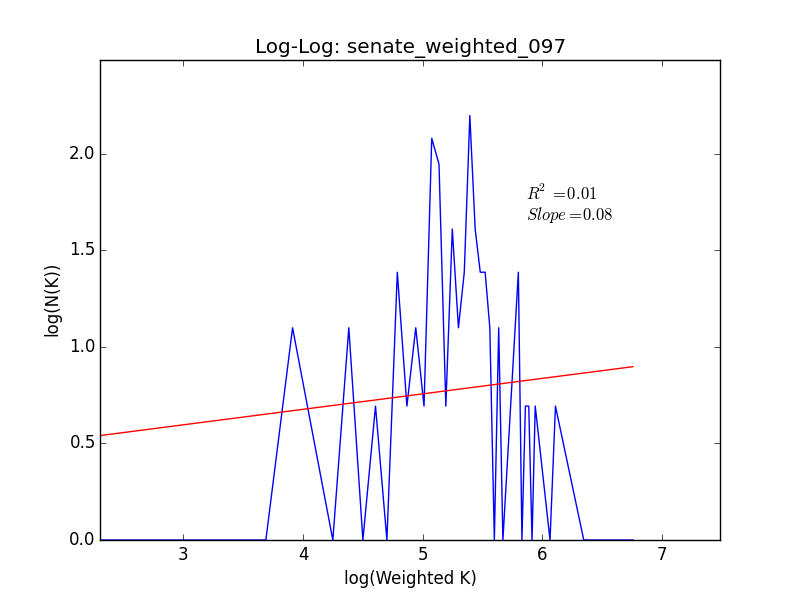 Log-Log: senate_weighted_097
log(N(K))
2.0
1.5
1.0
0.5
0.0
R² =0.01
Slope=0.08
3 4 5 6 7
log(Weighted K)